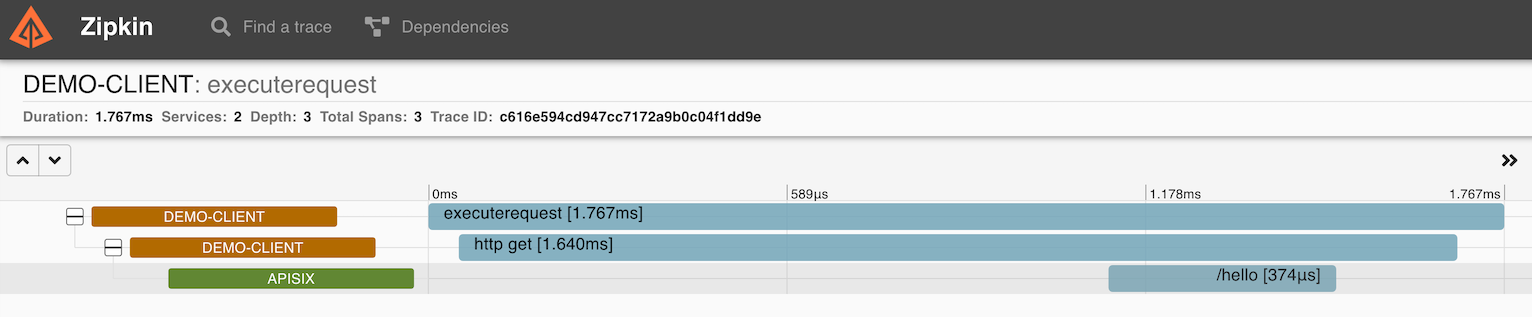 Zipkin Find a trace Dependencies
DEMO-CLIENT: executerequest
Duration: 1.767ms Services: 2 Depth: 3 Total Spans: 3 Trace ID: c616e594cd947cc7172a9b0c04f1dd9e
0ms 589μs 1.178ms 1.767ms
DEMO-CLIENT executerequest [1.767ms]
DEMO-CLIENT http get [1.640ms]
APISIX /hello [374μs]